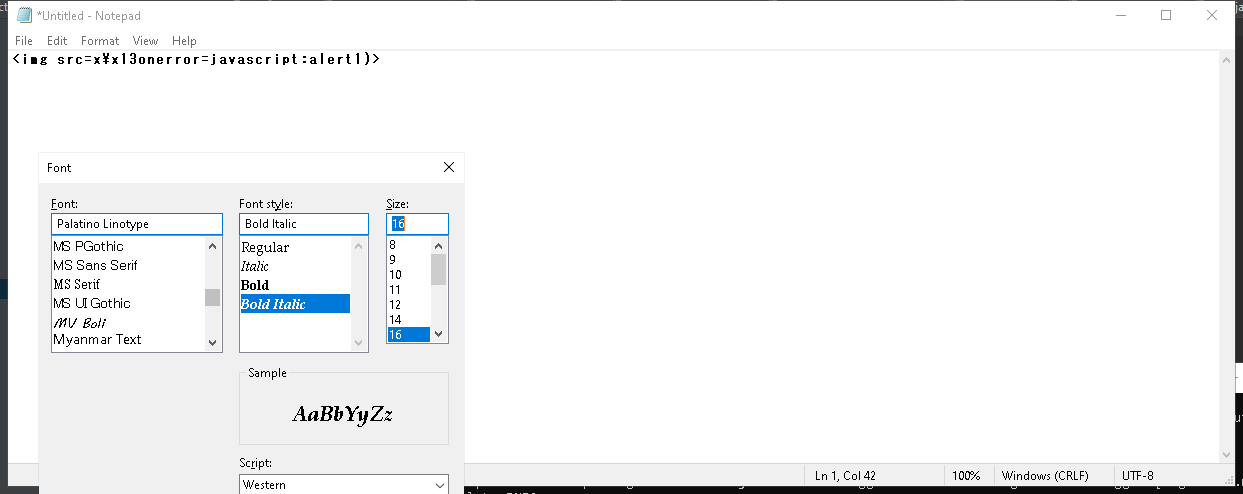 *Untitled - Notepad
File Edit Format View Help
<img src=x¥x13onerror=javascript:alert1)>
Font
Font: Font style: Size:
Palatino Linotype Bold Italic 16
MS PGothic Regular 8
MS Sans Serif Italic 9
MS Serif Bold 10
MS UI Gothic Bold Italic 11
MV Boli 12
Myanmar Text 14
16
Sample
AaBbYyZz
Script:
Western
Ln 1, Col 42 100% Windows (CRLF) UTF-8